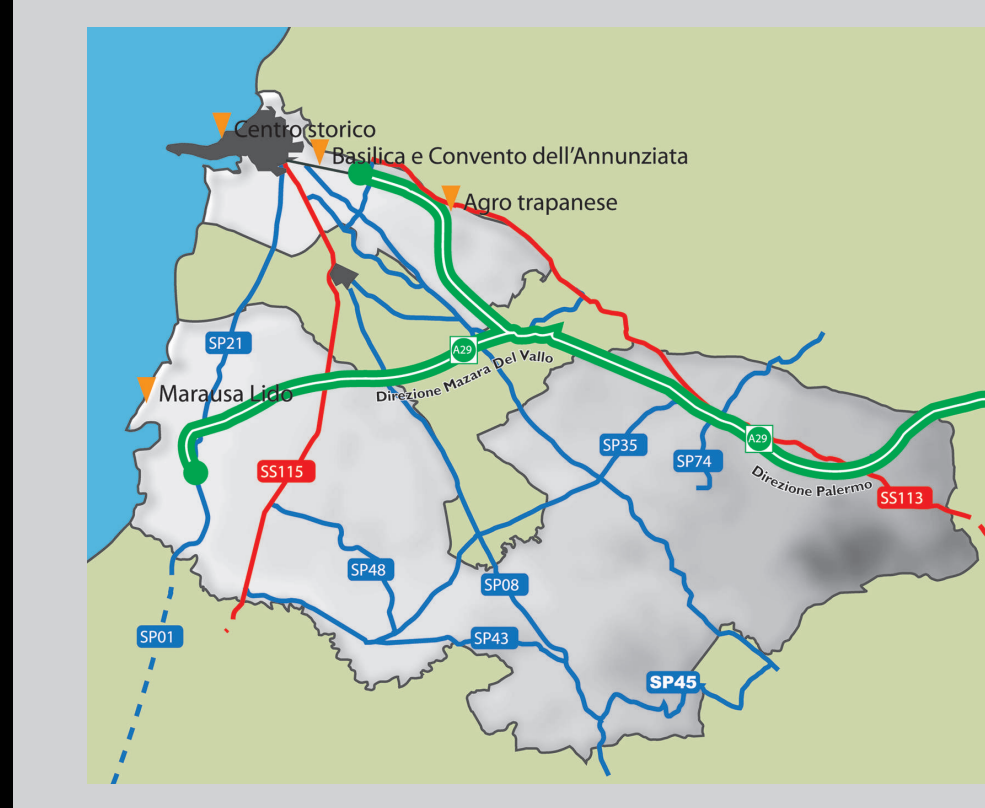 Centro storico
Basilica e Convento dell'Annunziata
Agro trapanese
SP21
A29
Direzione Mazara Del Vallo
Marausa Lido
SP35
A29
SP74
SS115
Direzione Palermo
SS113
SP48
SP08
SP01
SP43
SP45